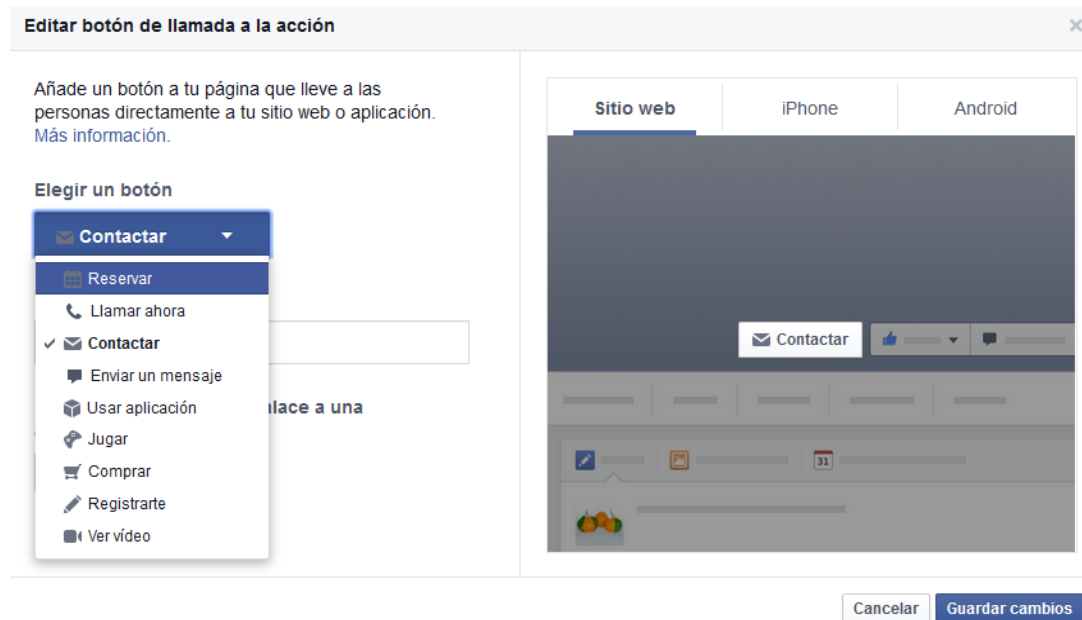 Editar botón de llamada a la acción
Añade un botón a tu página que lleve a las
personas directamente a tu sitio web o aplicación.
Más información.
Elegir un botón
Contactar
Reservar
Llamar ahora
Contactar
Enviar un mensaje
Usar aplicación
Jugar
Comprar
Registrarte
Ver vídeo
a una
Sitio web
iPhone
Android
Contactar
31
Cancelar
Guardar cambios